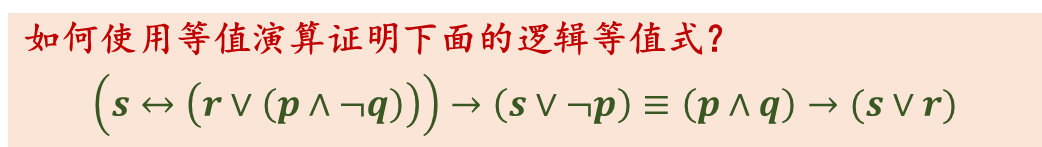 如何使用等值演算证明下面的逻辑等值式?
(s ↔ (r ∨ (p ∧ ¬q))) → (s ∨ ¬p) ≡ (p ∧ q) → (s ∨ r)